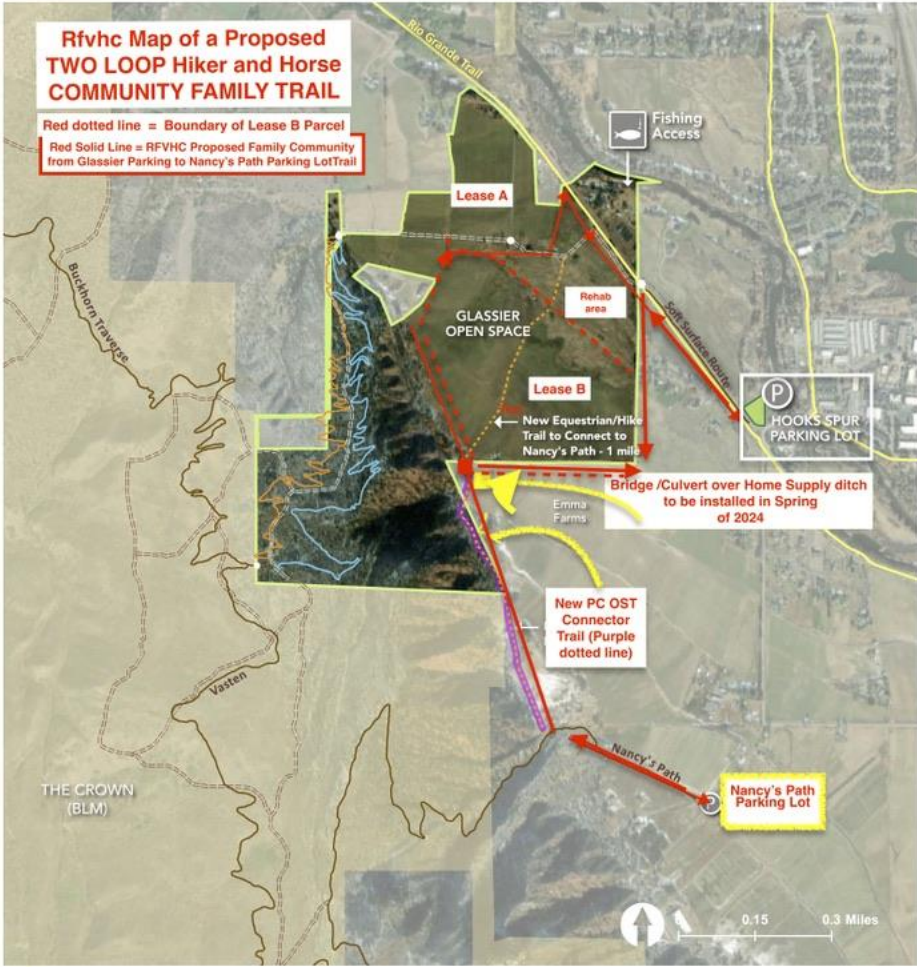 Rfvhc Map of a Proposed
TWO LOOP Hiker and Horse
COMMUNITY FAMILY TRAIL
Red dotted line = Boundary of Lease B Parcel
Red Solid Line = RFVHC Proposed Family Community
from Glassier Parking to Nancy's Path Parking LotTrail
Rio Grande Trail
Fishing
Access
Lease A
Buckhorn Traverse
Rehab
area
GLASSIER
OPEN SPACE
Soft Surface Route
Lease B
P
HOOKS SPUR
PARKING LOT
New Equestrian/Hike
Trail to Connect to
Nancy's Path - 1 mile
Bridge /Culvert over Home Supply ditch
to be installed in Spring
of 2024
Emma
Farms
New PC OST
Connector
Trail (Purple
dotted line)
Vasten
Nancy's Path
THE CROWN
(BLM)
P
Nancy's Path
Parking Lot
0.15
0.3 Miles